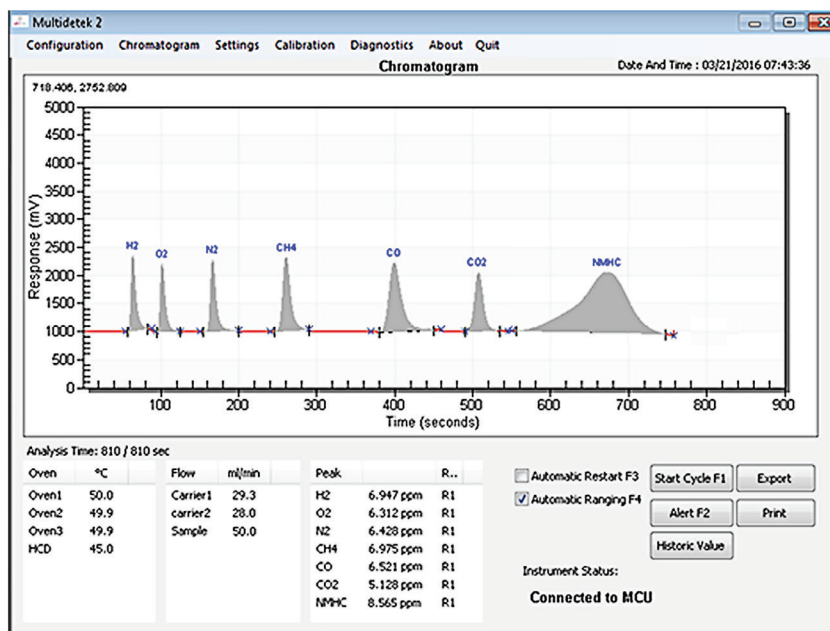 Multidetek 2
Configuration Chromatogram Settings Calibration Diagnostics About Quit
Chromatogram Date And Time : 03/21/2016 07:43:36
718.406, 2752.809
5000
4500
4000
3500
3000
2500
2000
1500
1000
500
0
Response (mV)
H2 O2 N2 CH4 CO CO2 NMHC
100 200 300 400 500 600 700 800 900
Time (seconds)
Analysis Time: 810 / 810 sec
Oven °C
Oven1 50.0
Oven2 49.9
Oven3 49.9
HCD 45.0
Flow ml/min
Carrier1 29.3
carrier2 28.0
Sample 50.0
Peak R..
H2 6.947 ppm R1
O2 6.312 ppm R1
N2 6.428 ppm R1
CH4 6.975 ppm R1
CO 6.521 ppm R1
CO2 5.128 ppm R1
NMHC 8.565 ppm R1
Automatic Restart F3
Automatic Ranging F4
Start Cycle F1 Export
Alert F2 Print
Historic Value
Instrument Status:
Connected to MCU